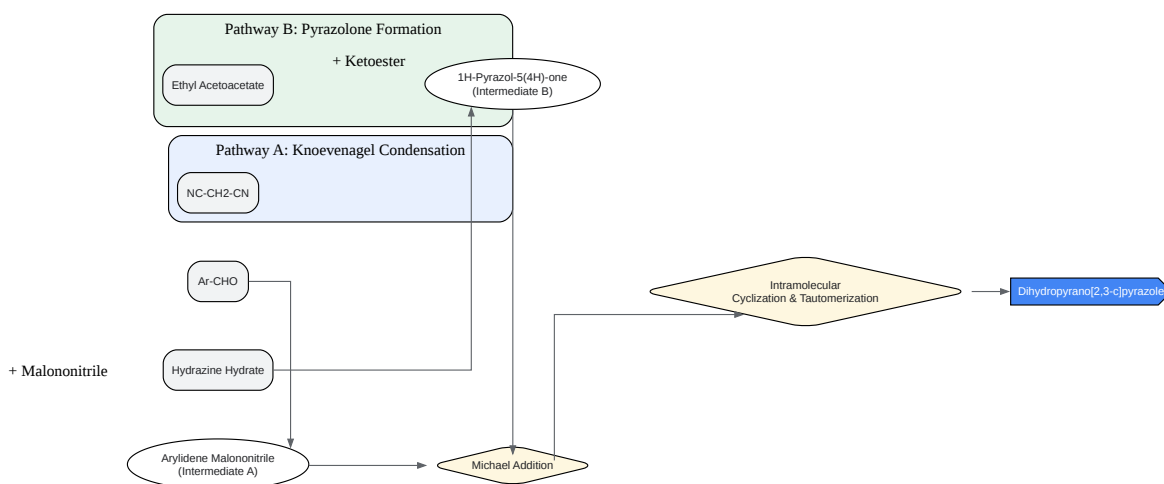 Pathway B: Pyrazolone Formation
+ Ketoester
Ethyl Acetoacetate
1H-Pyrazol-5(4H)-one
(Intermediate B)
Pathway A: Knoevenagel Condensation
NC-CH2-CN
Ar-CHO
Intramolecular
Cyclization & Tautomerization
Dihydropyrano[2,3-c]pyrazole
+ Malononitrile
Hydrazine Hydrate
Arylidene Malononitrile
(Intermediate A)
Michael Addition